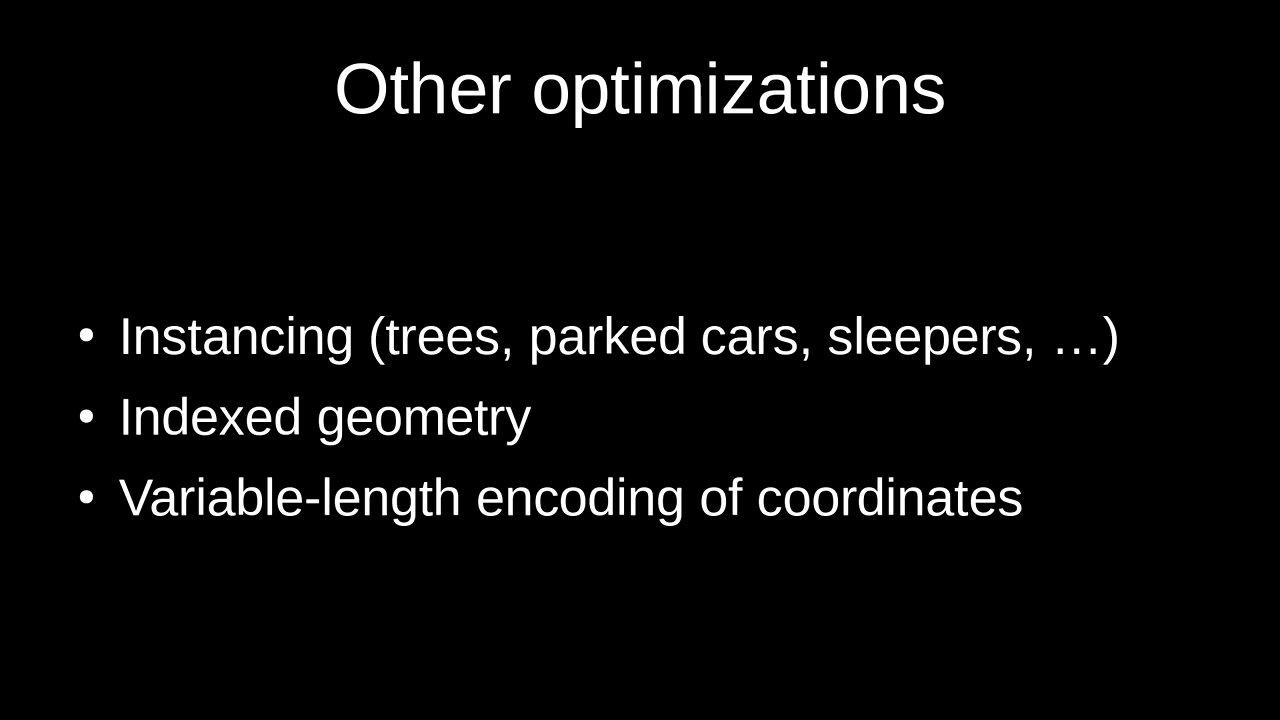 Other optimizations
• Instancing (trees, parked cars, sleepers, …)
• Indexed geometry
• Variable-length encoding of coordinates